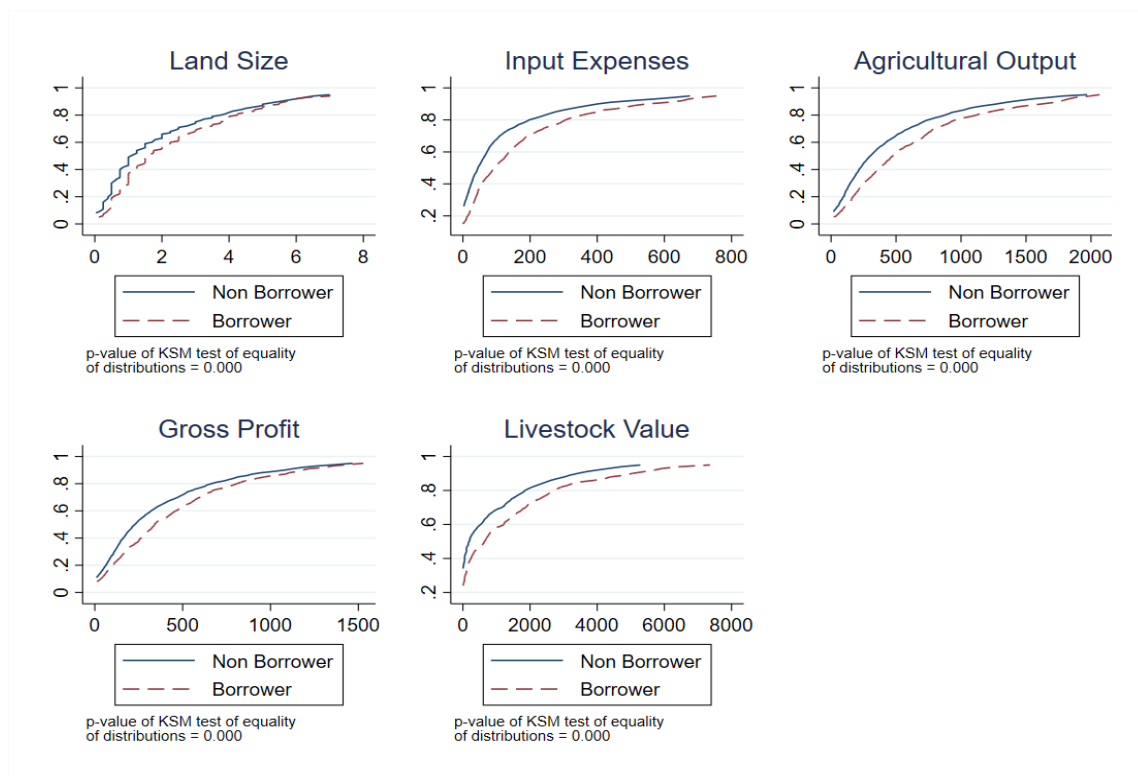 Land Size
0 .2 .4 .6 .8 1
0 2 4 6 8
Non Borrower
Borrower
p-value of KSM test of equality
of distributions = 0.000
Input Expenses
.2 .4 .6 .8 1
0 200 400 600 800
Non Borrower
Borrower
p-value of KSM test of equality
of distributions = 0.000
Agricultural Output
0 .2 .4 .6 .8 1
0 500 1000 1500 2000
Non Borrower
Borrower
p-value of KSM test of equality
of distributions = 0.000
Gross Profit
0 .2 .4 .6 .8 1
0 500 1000 1500
Non Borrower
Borrower
p-value of KSM test of equality
of distributions = 0.000
Livestock Value
.2 .4 .6 .8 1
0 2000 4000 6000 8000
Non Borrower
Borrower
p-value of KSM test of equality
of distributions = 0.000